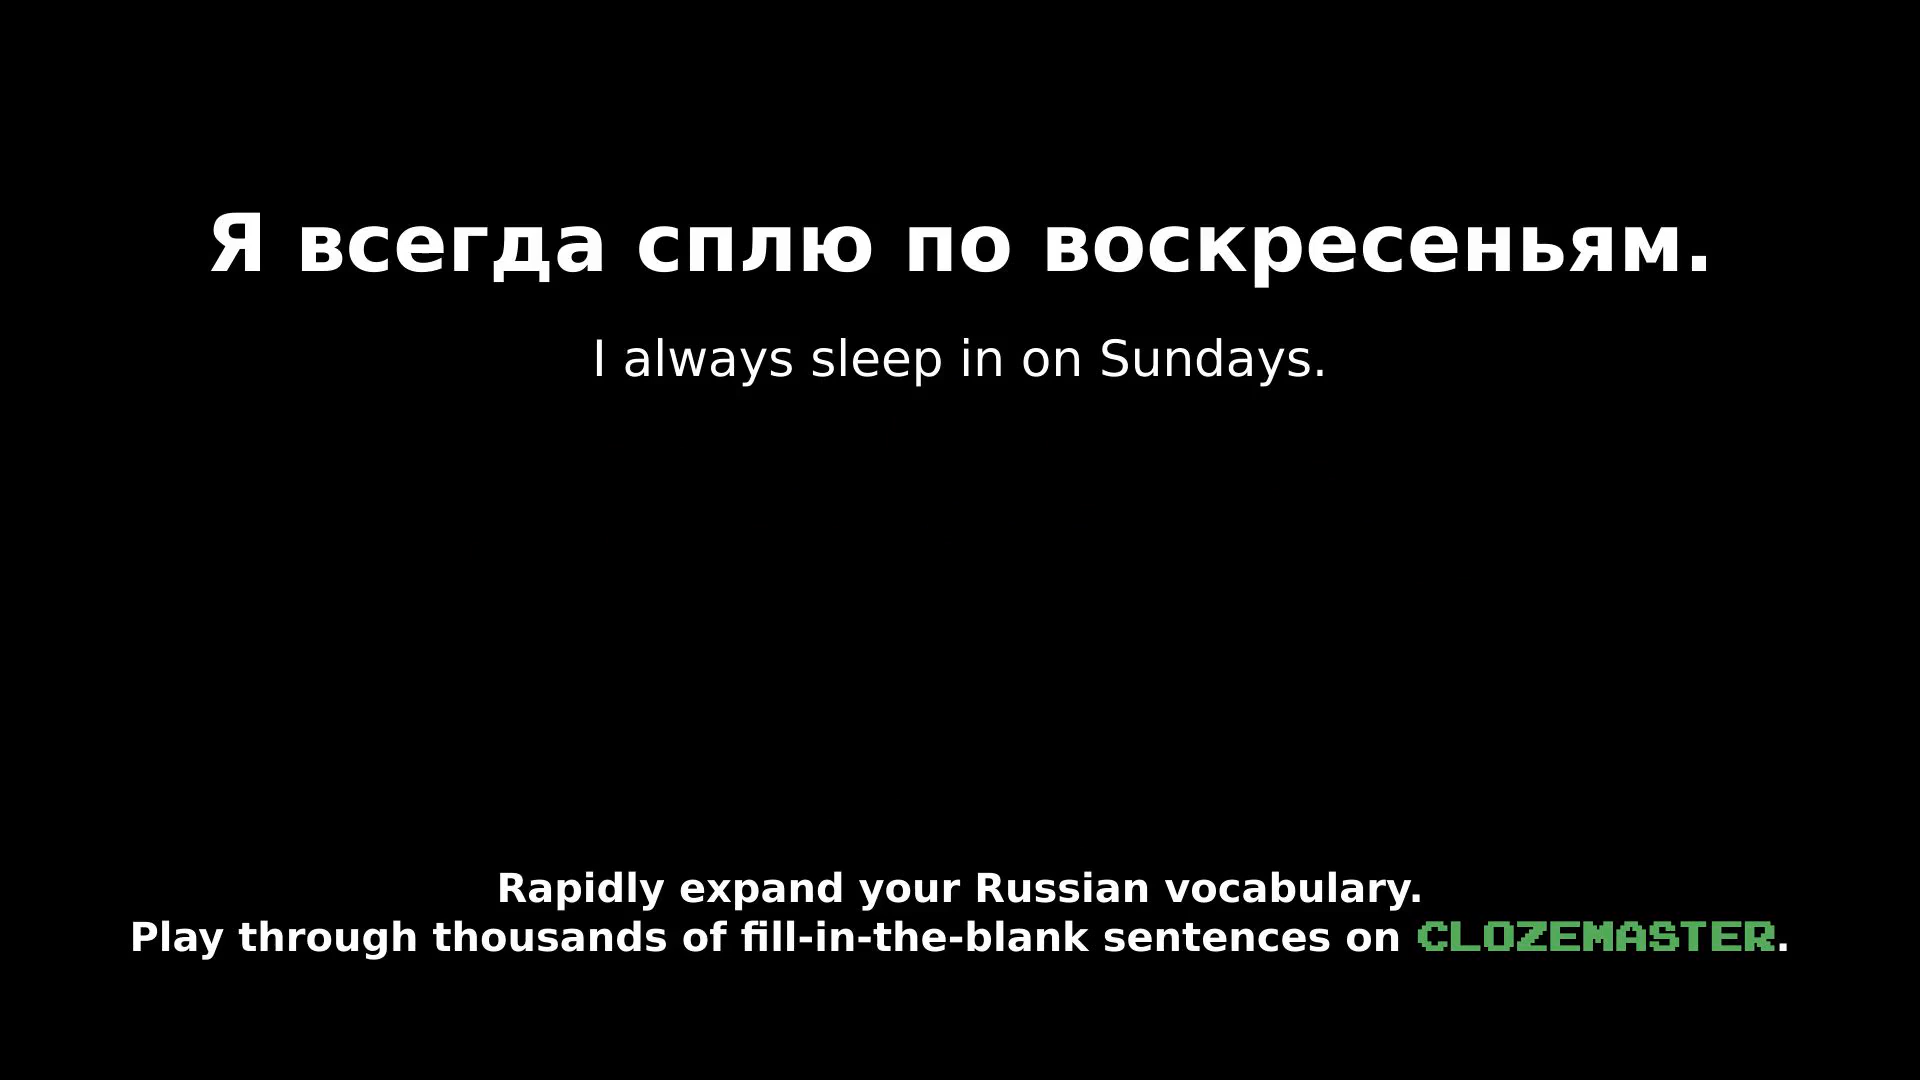 Я всегда сплю по воскресеньям.
I always sleep in on Sundays.
Rapidly expand your Russian vocabulary.
Play through thousands of fill-in-the-blank sentences on CLOZEMASTER.